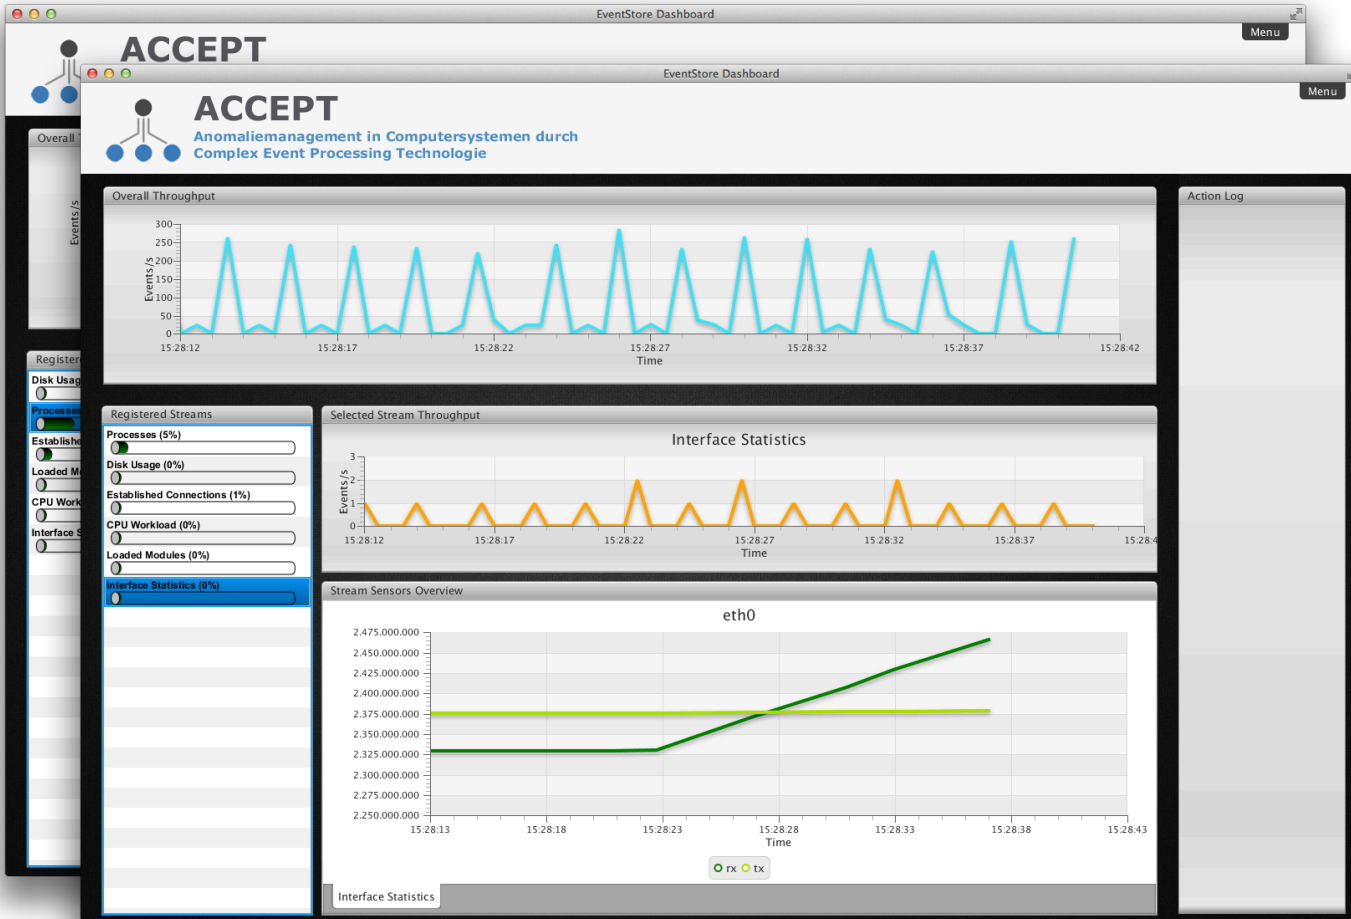 EventStore Dashboard
Menu
ACCEPT
EventStore Dashboard
Menu
ACCEPT
Anomaliemanagement in Computersystemen durch
Complex Event Processing Technologie
Overall
Events/s
Disk Usag
Processes
Establishe
Loaded M
CPU Work
Interface S
Overall Throughput
300
250
200
150
100
50
0
Events/s
15:28:12 15:28:17 15:28:22 15:28:27 15:28:32 15:28:37 15:28:42
Time
Action Log
Registered Streams
Processes (5%)
Disk Usage (0%)
Established Connections (1%)
CPU Workload (0%)
Loaded Modules (0%)
Interface Statistics (0%)
Selected Stream Throughput
Interface Statistics
3
2
1
0
Events/s
15:28:12 15:28:17 15:28:22 15:28:27 15:28:32 15:28:37 15:28:4
Time
Stream Sensors Overview
eth0
2.475.000.000
2.450.000.000
2.425.000.000
2.400.000.000
2.375.000.000
2.350.000.000
2.325.000.000
2.300.000.000
2.275.000.000
2.250.000.000
15:28:13 15:28:18 15:28:23 15:28:28 15:28:33 15:28:38 15:28:43
Time
rx tx
Interface Statistics